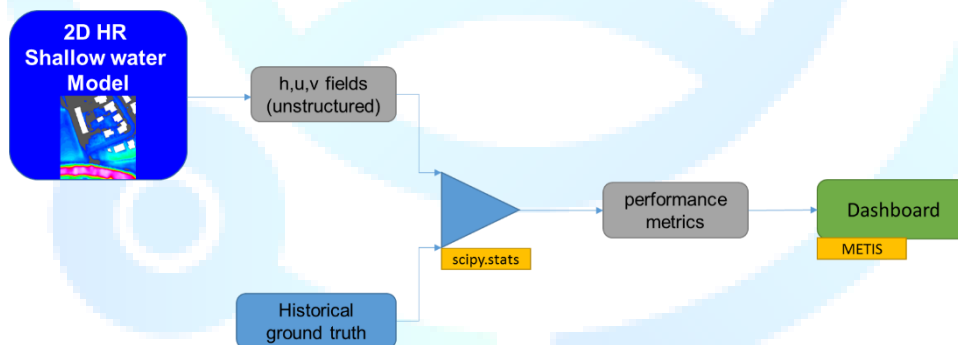 2D HR
Shallow water
Model
h,u,v fields
(unstructured)
scipy.stats
Historical
ground truth
performance
metrics
Dashboard
METIS